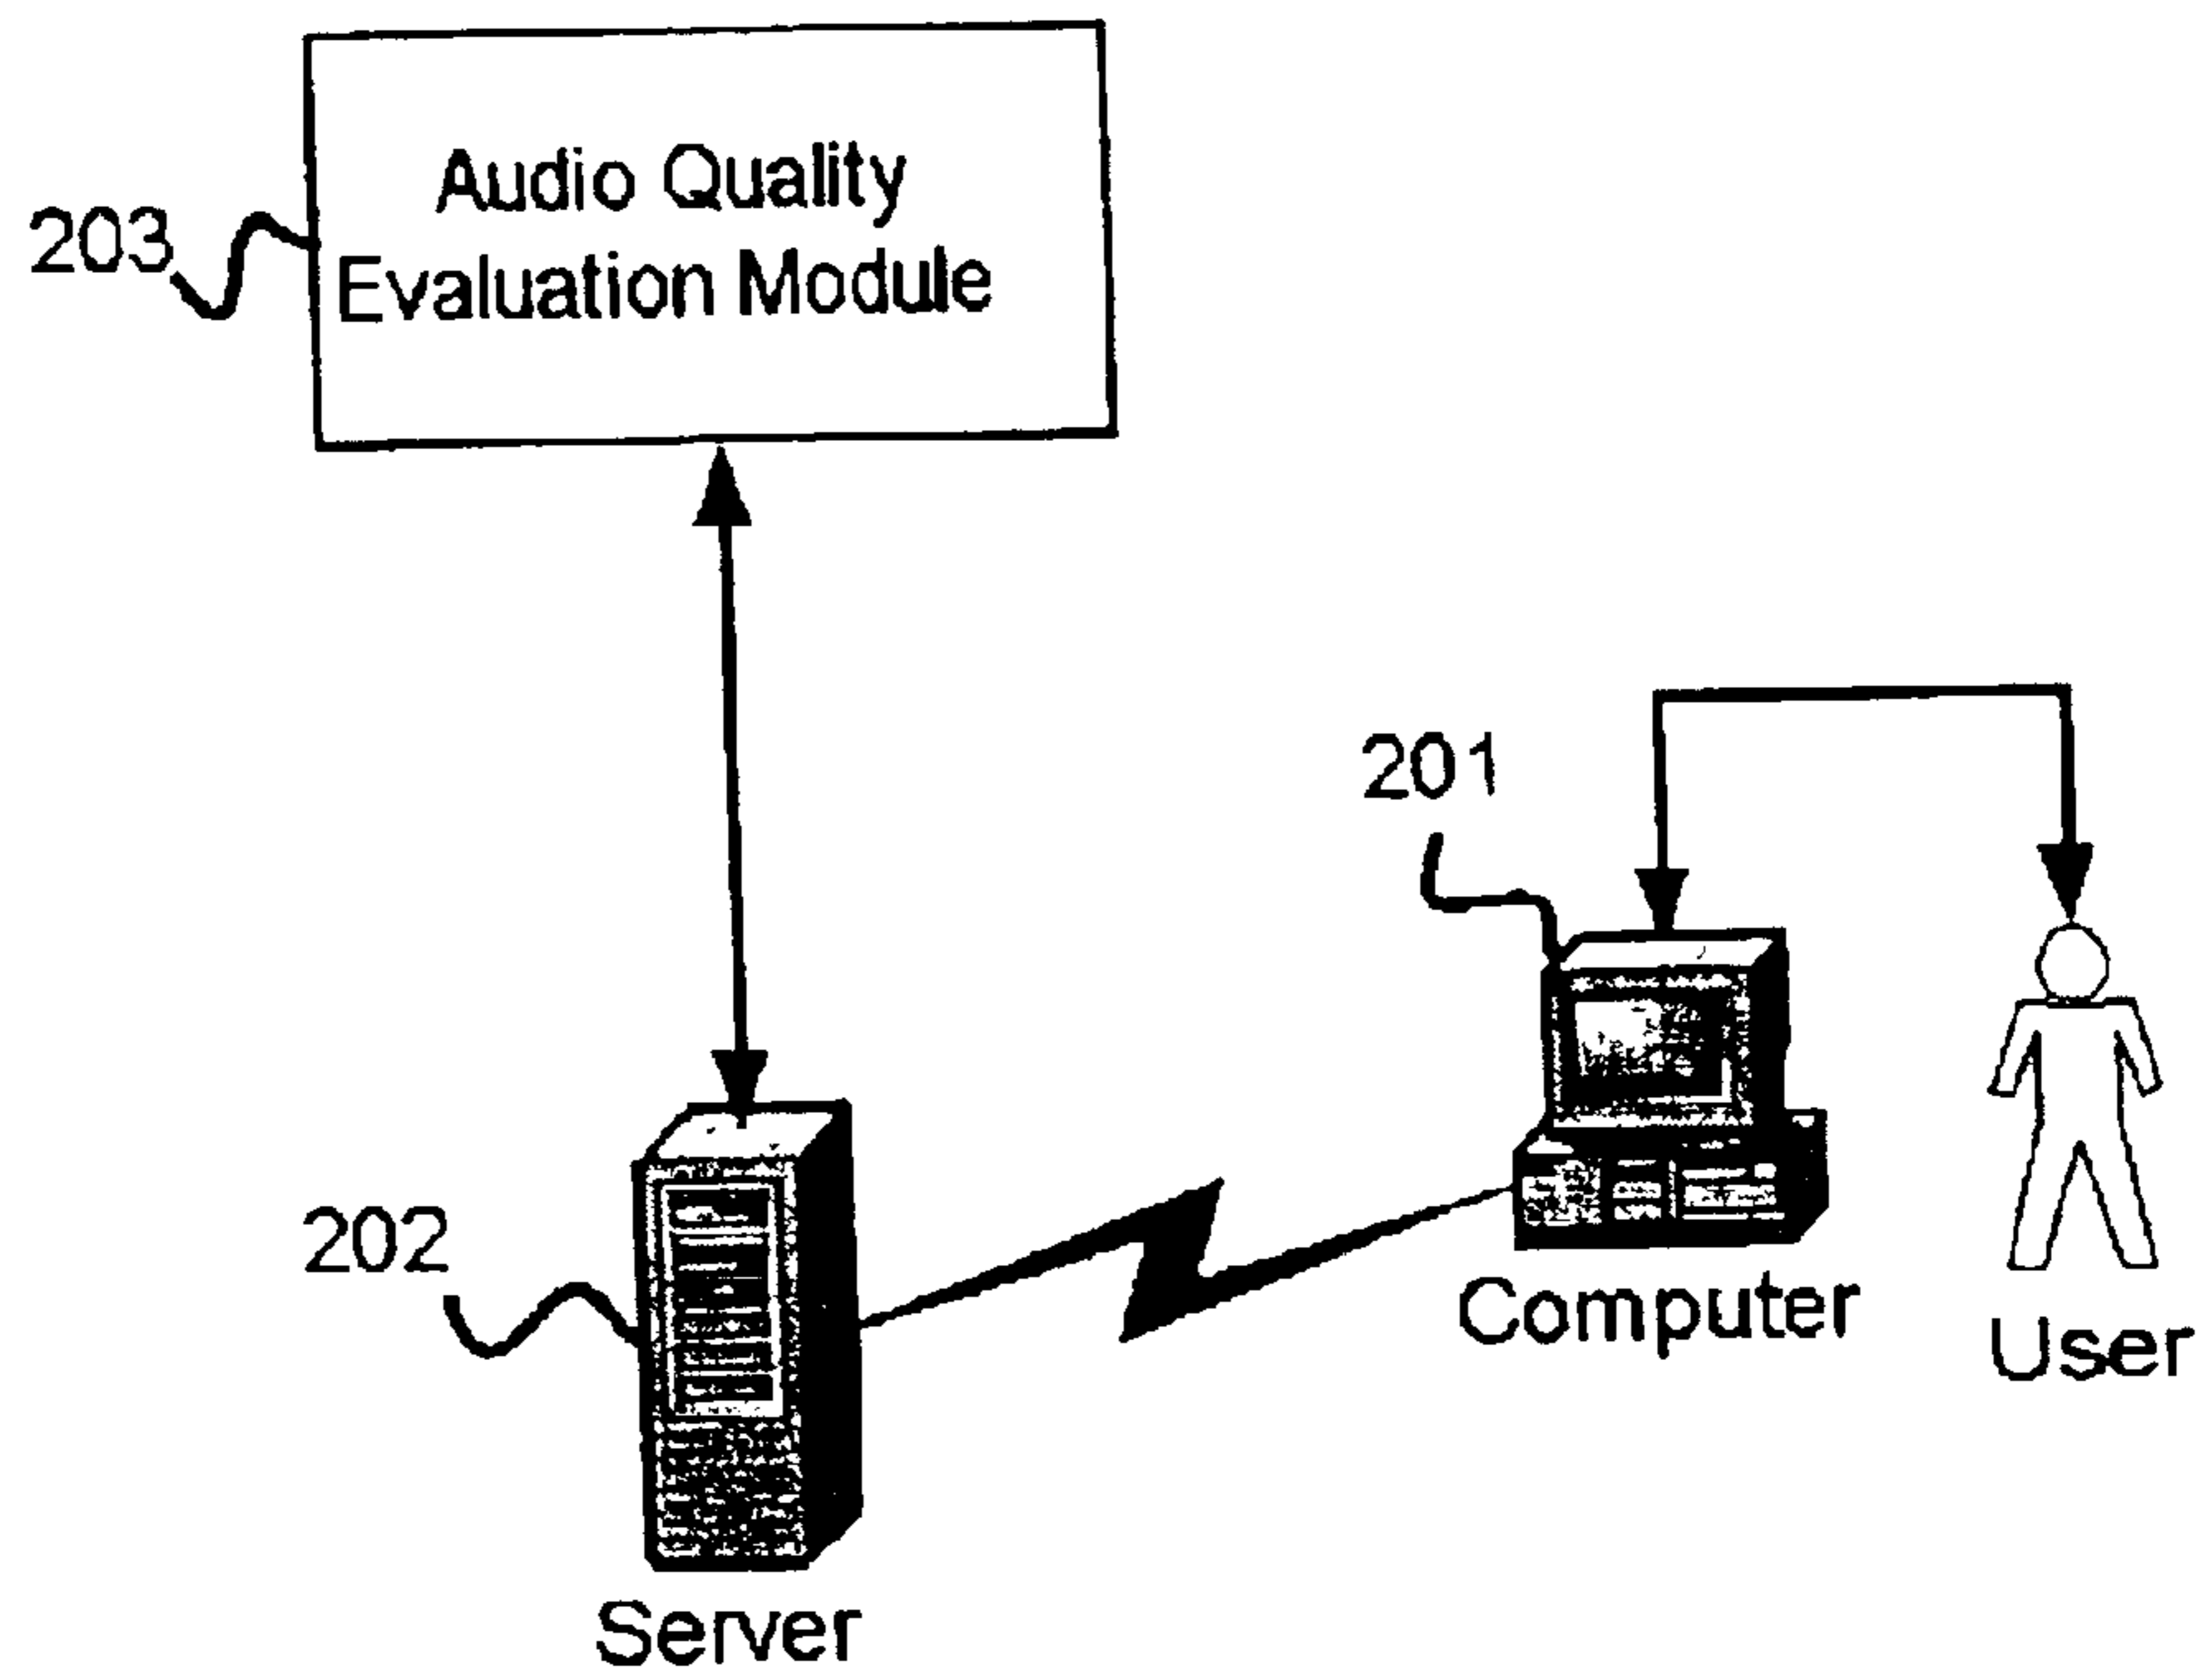 Audio Quality
Evaluation Module
203
201
202
Computer
User
Server